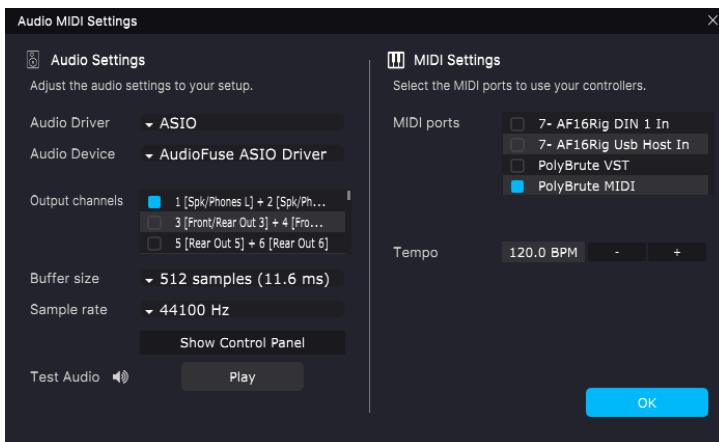 Audio MIDI Settings
Audio Settings
Adjust the audio settings to your setup.
Audio Driver ASIO
Audio Device AudioFuse ASIO Driver
Output channels 1 [Spk/Phones L] + 2 [Spk/Ph...
3 [Front/Rear Out 3] + 4 [Fro...
5 [Rear Out 5] + 6 [Rear Out 6]
Buffer size 512 samples (11.6 ms)
Sample rate 44100 Hz
Show Control Panel
Test Audio Play
MIDI Settings
Select the MIDI ports to use your controllers.
MIDI ports 7- AF16Rig DIN 1 In
7- AF16Rig Usb Host In
PolyBrute VST
PolyBrute MIDI
Tempo 120.0 BPM - +
OK